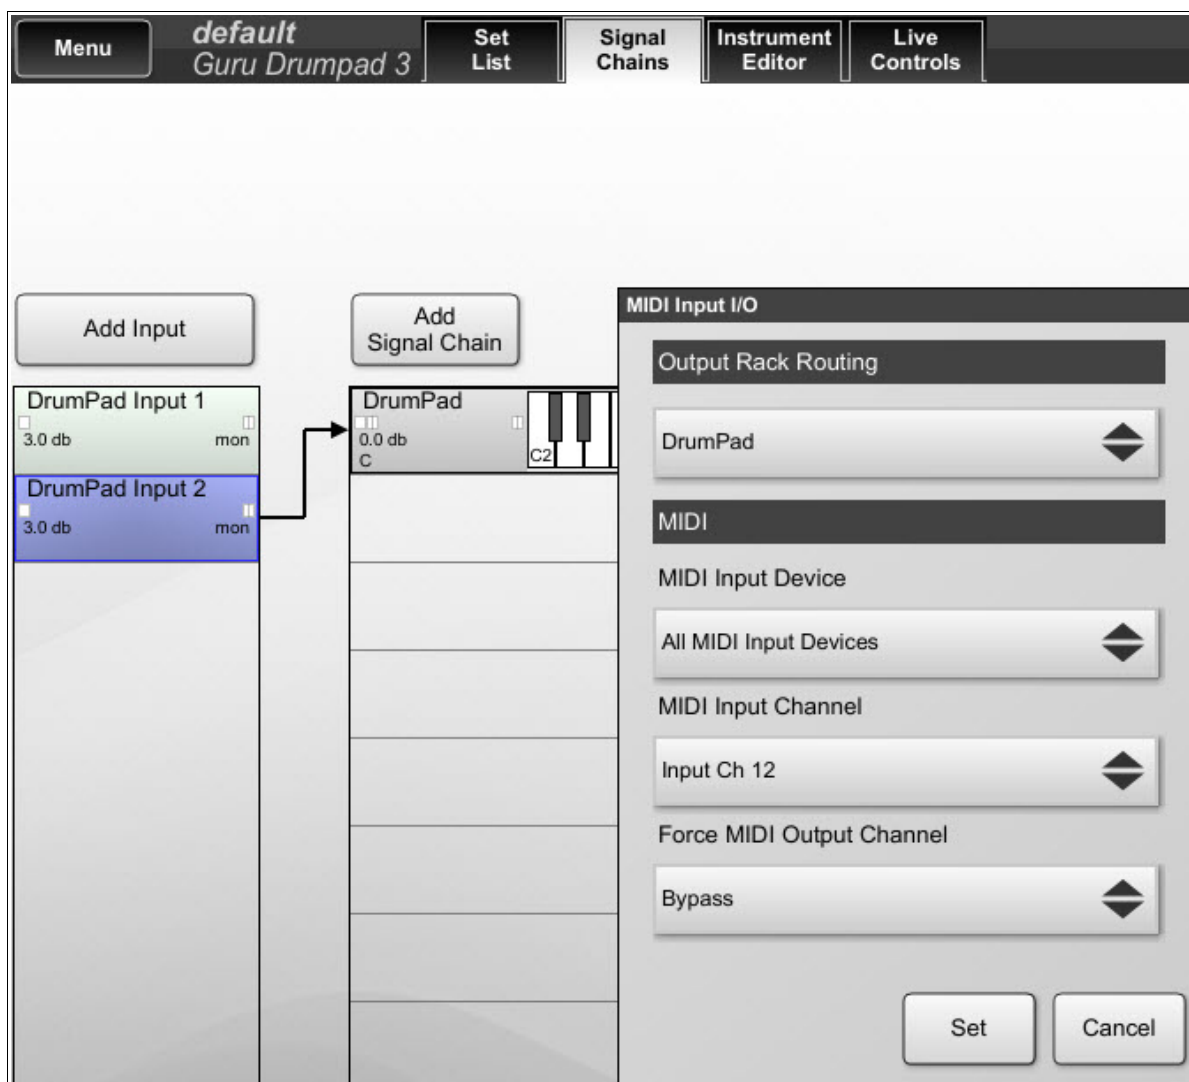 Menu
default
Guru Drumpad 3
Set
List
Signal
Chains
Instrument
Editor
Live
Controls
Add Input
Add
Signal Chain
DrumPad Input 1
3.0 db mon
DrumPad Input 2
3.0 db mon
DrumPad
0.0 db
C
C2
MIDI Input I/O
Output Rack Routing
DrumPad
MIDI
MIDI Input Device
All MIDI Input Devices
MIDI Input Channel
Input Ch 12
Force MIDI Output Channel
Bypass
Set Cancel